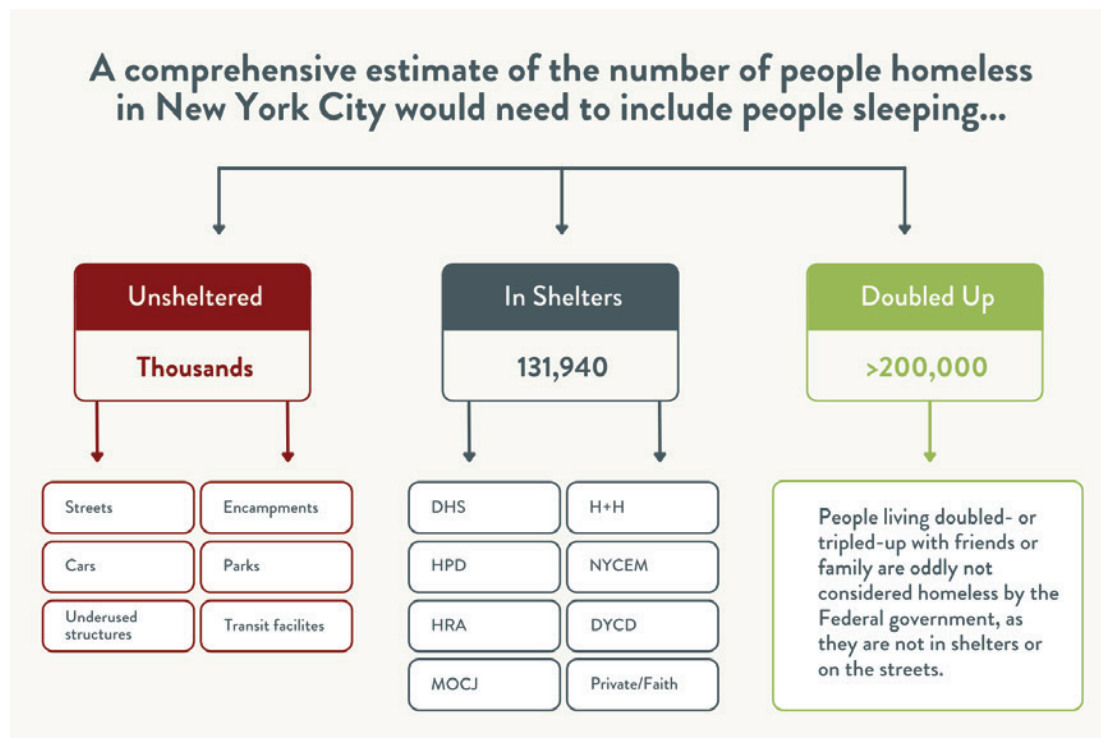 A comprehensive estimate of the number of people homeless
in New York City would need to include people sleeping...
Unsheltered
Thousands
Streets
Encampments
Cars
Parks
Underused
structures
Transit facilites
In Shelters
131,940
DHS
H+H
HPD
NYCEM
HRA
DYCD
MOCJ
Private/Faith
Doubled Up
>200,000
People living doubled- or
tripled-up with friends or
family are oddly not
considered homeless by the
Federal government, as
they are not in shelters or
on the streets.